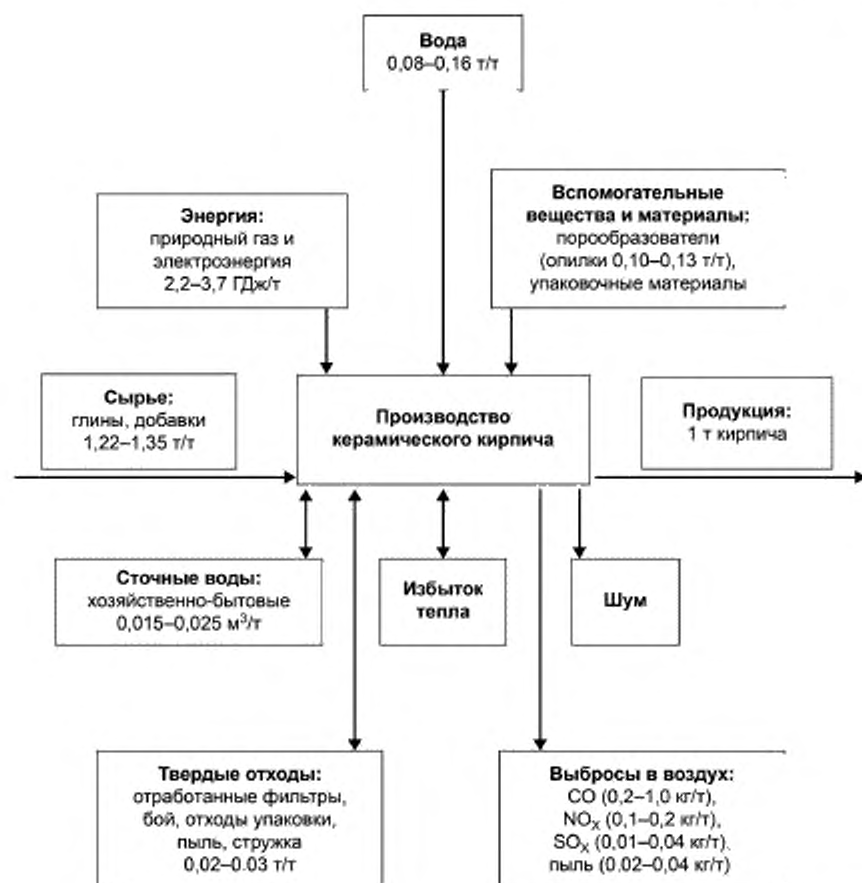 Вода
0,08–0,16 т/т
Энергия:
природный газ и
электроэнергия
2,2–3,7 ГДж/т
Вспомогательные
вещества и материалы:
порообразователи
(опилки 0,10–0,13 т/т),
упаковочные материалы
Сырье:
глины, добавки
1,22–1,35 т/т
Производство
керамического кирпича
Продукция:
1 т кирпича
Сточные воды:
хозяйственно-бытовые
0,015–0,025 м³/т
Избыток
тепла
Шум
Твердые отходы:
отработанные фильтры,
бой, отходы упаковки,
пыль, стружка
0,02–0.03 т/т
Выбросы в воздух:
CO (0,2–1,0 кг/т),
NOX (0,1–0,2 кг/т),
SOX (0,01–0,04 кг/т),
пыль (0,02–0,04 кг/т)